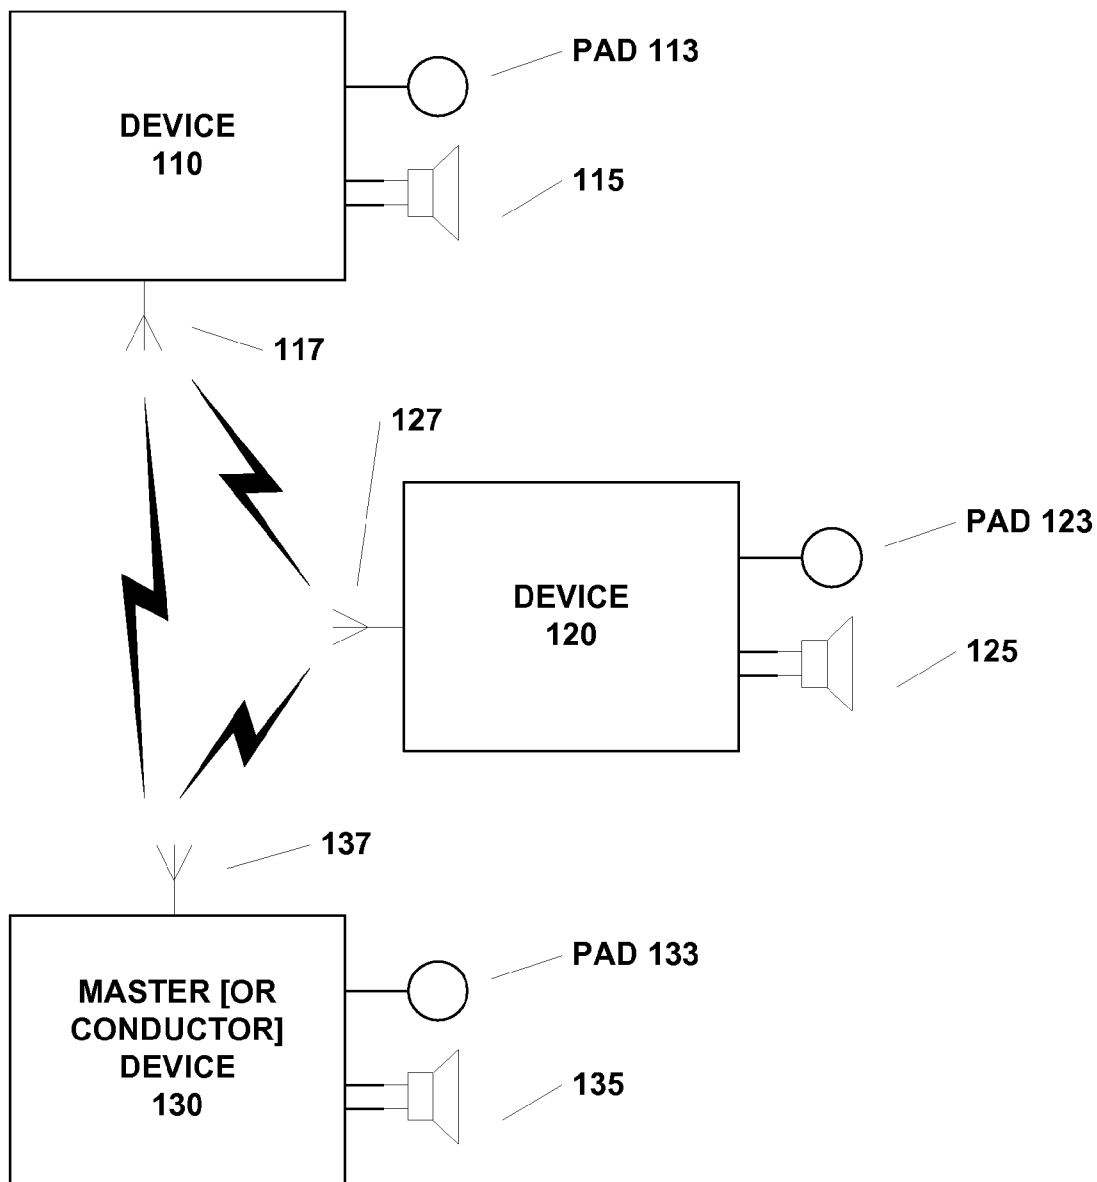 PAD 113
DEVICE
110
115
117
127
PAD 123
DEVICE
120
125
137
PAD 133
MASTER [OR
CONDUCTOR]
DEVICE
130
135